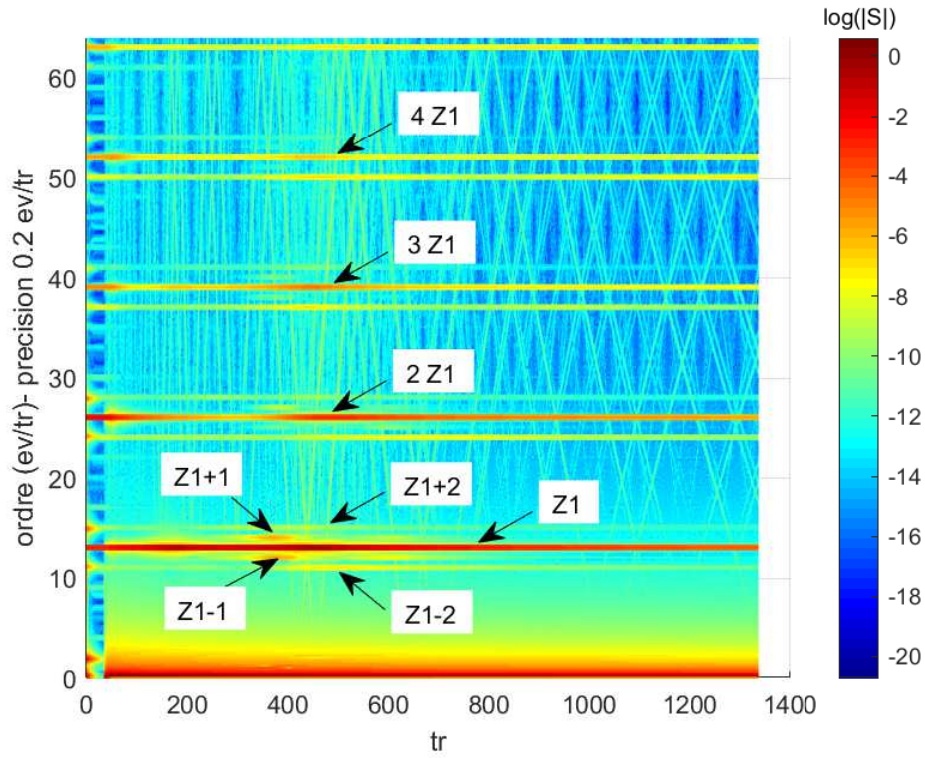 log(|S|)
60
50
40
30
20
10
0
ordre (ev/tr)- precision 0.2 ev/tr
4 Z1
3 Z1
2 Z1
Z1+1
Z1+2
Z1
Z1-1
Z1-2
0 200 400 600 800 1000 1200 1400
tr
0
-2
-4
-6
-8
-10
-12
-14
-16
-18
-20